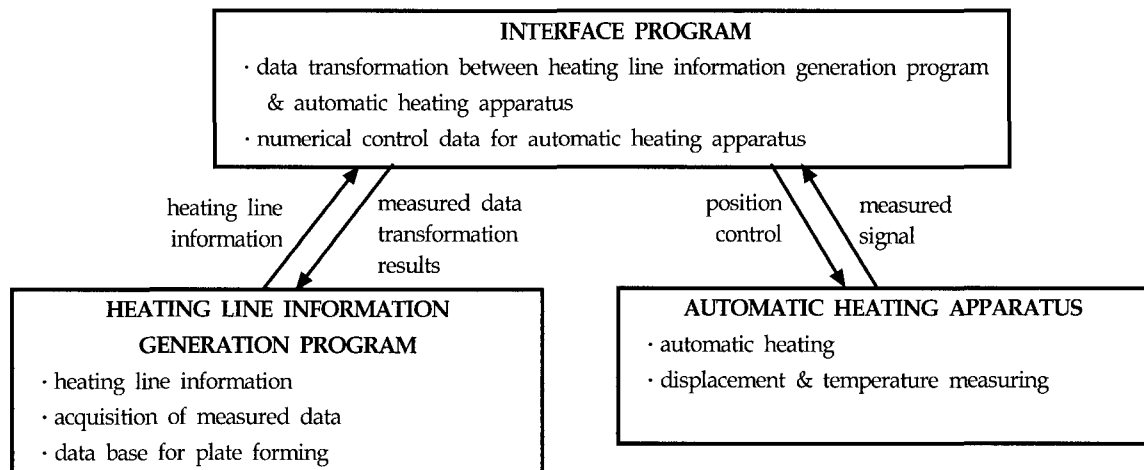 INTERFACE PROGRAM
· data transformation between heating line information generation program
& automatic heating apparatus
· numerical control data for automatic heating apparatus
heating line
information
measured data
transformation
results
position
control
measured
signal
HEATING LINE INFORMATION
GENERATION PROGRAM
· heating line information
· acquisition of measured data
· data base for plate forming
AUTOMATIC HEATING APPARATUS
· automatic heating
· displacement & temperature measuring